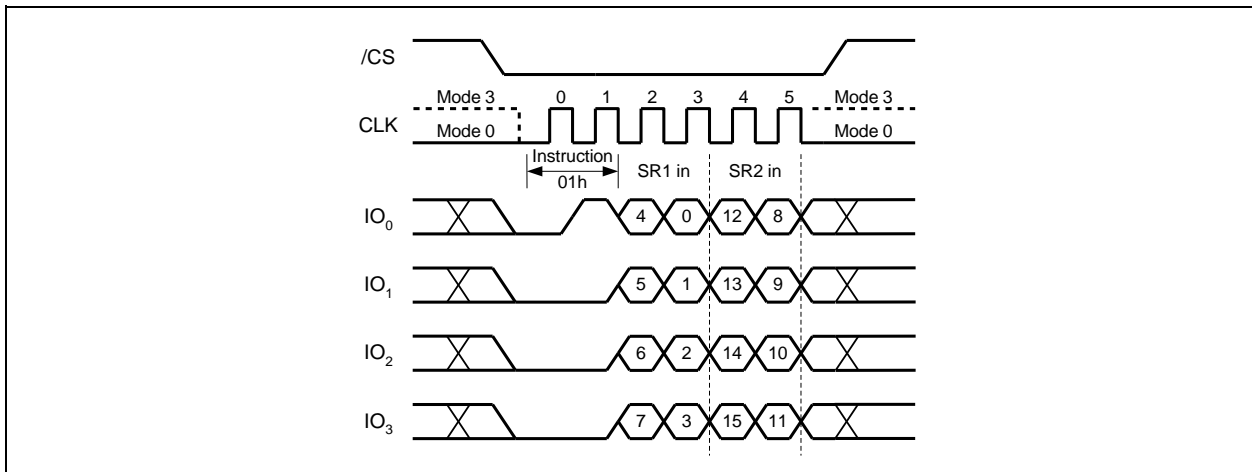 /CS
Mode 3 0 1 2 3 4 5 Mode 3
CLK Mode 0 Mode 0
Instruction
01h
SR1 in SR2 in
IO0 4 0 12 8
IO1 5 1 13 9
IO2 6 2 14 10
IO3 7 3 15 11